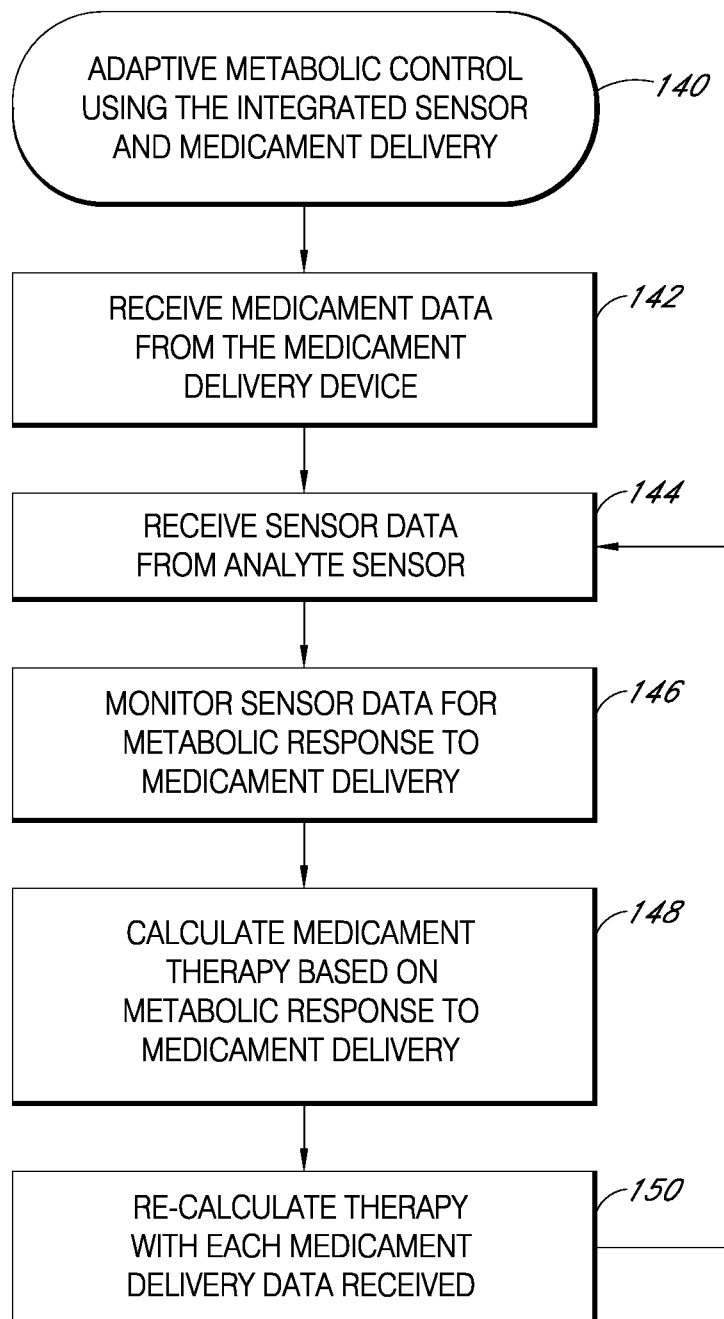 ADAPTIVE METABOLIC CONTROL
USING THE INTEGRATED SENSOR
AND MEDICAMENT DELIVERY
140
RECEIVE MEDICAMENT DATA
FROM THE MEDICAMENT
DELIVERY DEVICE
142
RECEIVE SENSOR DATA
FROM ANALYTE SENSOR
144
MONITOR SENSOR DATA FOR
METABOLIC RESPONSE TO
MEDICAMENT DELIVERY
146
CALCULATE MEDICAMENT
THERAPY BASED ON
METABOLIC RESPONSE TO
MEDICAMENT DELIVERY
148
RE-CALCULATE THERAPY
WITH EACH MEDICAMENT
DELIVERY DATA RECEIVED
150